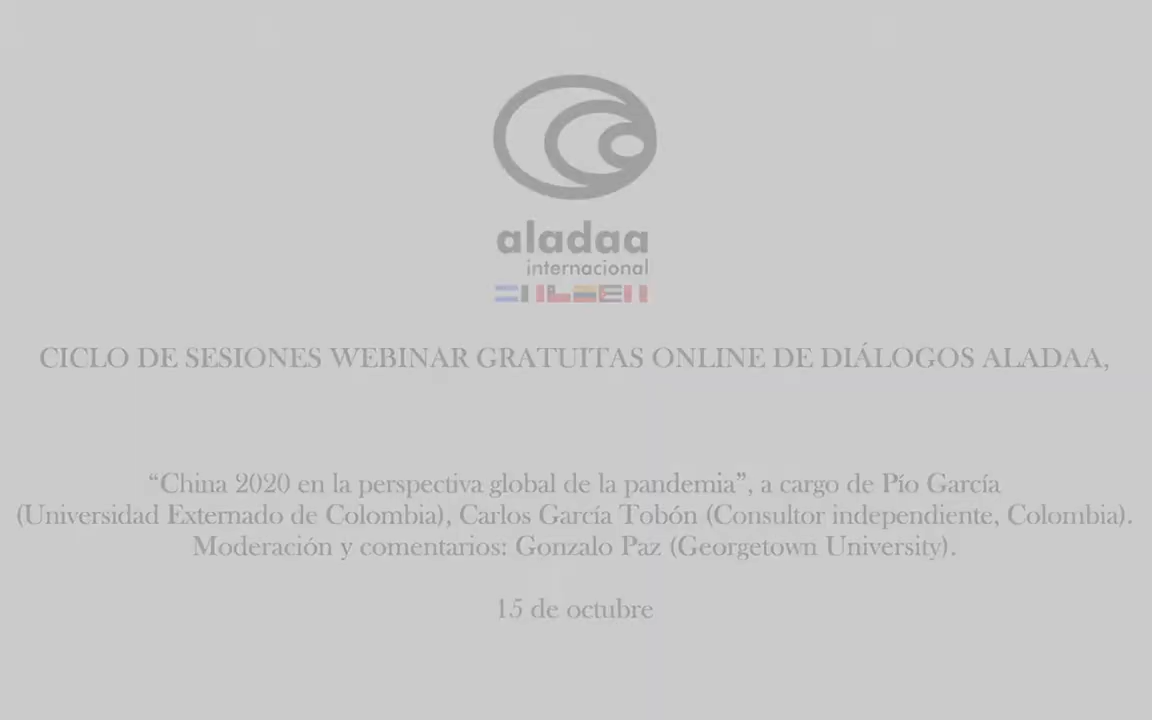 aladaa
internacional
CICLO DE SESIONES WEBINAR GRATUITAS ONLINE DE DIÁLOGOS ALADAA,
“China 2020 en la perspectiva global de la pandemia”, a cargo de Pío García
(Universidad Externado de Colombia), Carlos García Tobón (Consultor independiente, Colombia).
Moderación y comentarios: Gonzalo Paz (Georgetown University).
15 de octubre